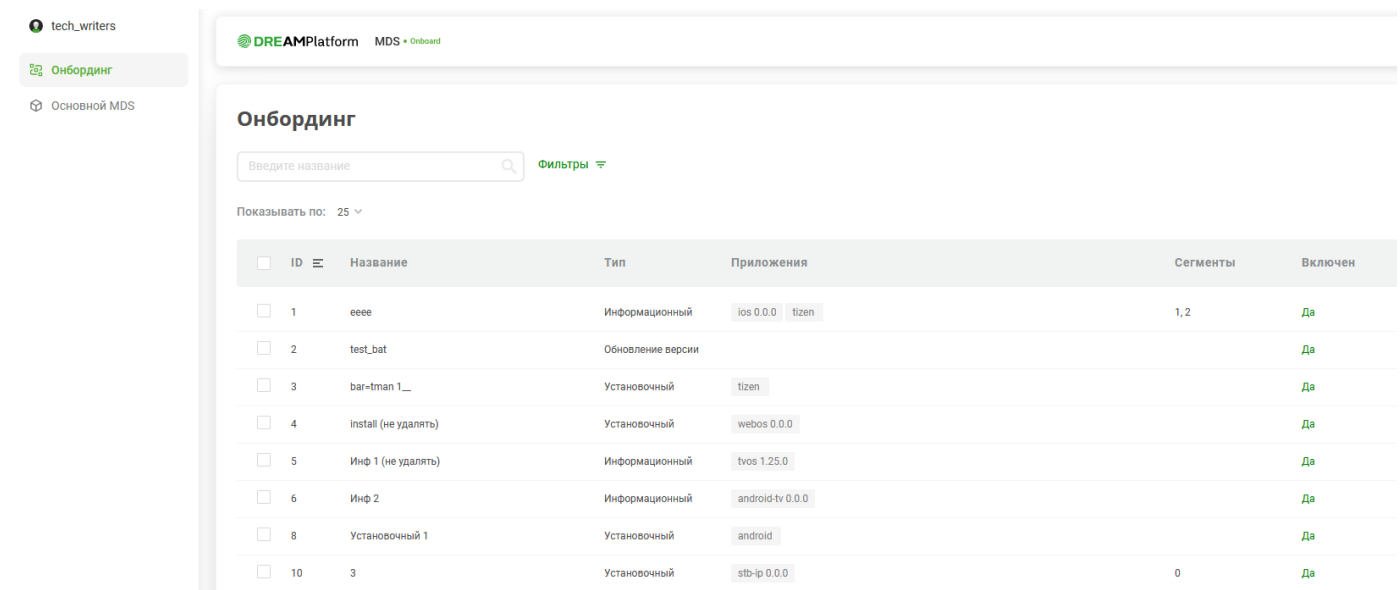 tech_writers
Онбординг
Основной MDS
DREAMPlatform MDS • Onboard
Онбординг
Введите название Фильтры
Показывать по: 25
ID Название Тип Приложения Сегменты Включен
1 eeee Информационный ios 0.0.0 tizen 1, 2 Да
2 test_bat Обновление версии Да
3 bar=tman 1__ Установочный tizen Да
4 install (не удалять) Установочный webos 0.0.0 Да
5 Инф 1 (не удалять) Информационный tvos 1.25.0 Да
6 Инф 2 Информационный android-tv 0.0.0 Да
8 Установочный 1 Установочный android Да
10 3 Установочный stb-ip 0.0.0 0 Да